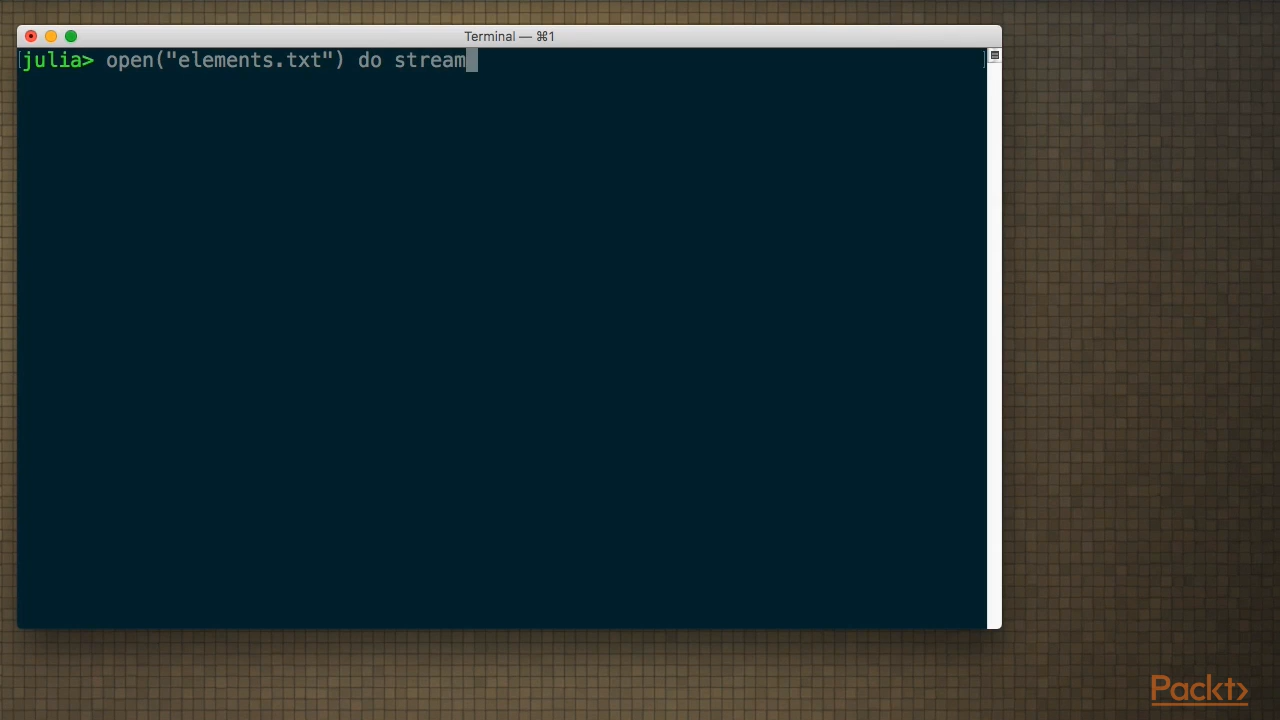 Terminal — ⌘1
julia> open("elements.txt") do stream
Packt>